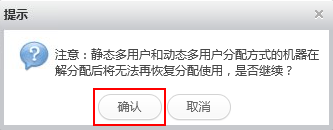 提示
注意：静态多用户和动态多用户分配方式的机器在
解分配后将无法再恢复分配使用，是否继续？
确认
取消